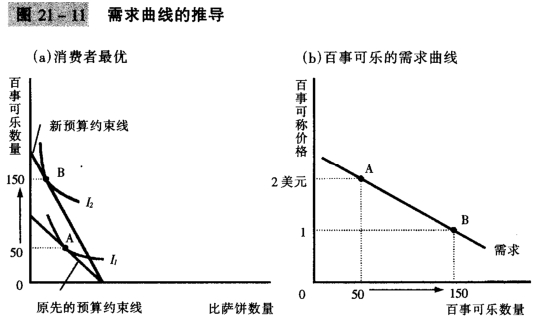 图 21-11 需求曲线的推导
(a)消费者最优
百事可乐数量
新预算约束线
B
150
I2
A
50
I1
0
原先的预算约束线
比萨饼数量
(b)百事可乐的需求曲线
百事可称价格
A
2美元
B
1
需求
0
50
150
百事可乐数量